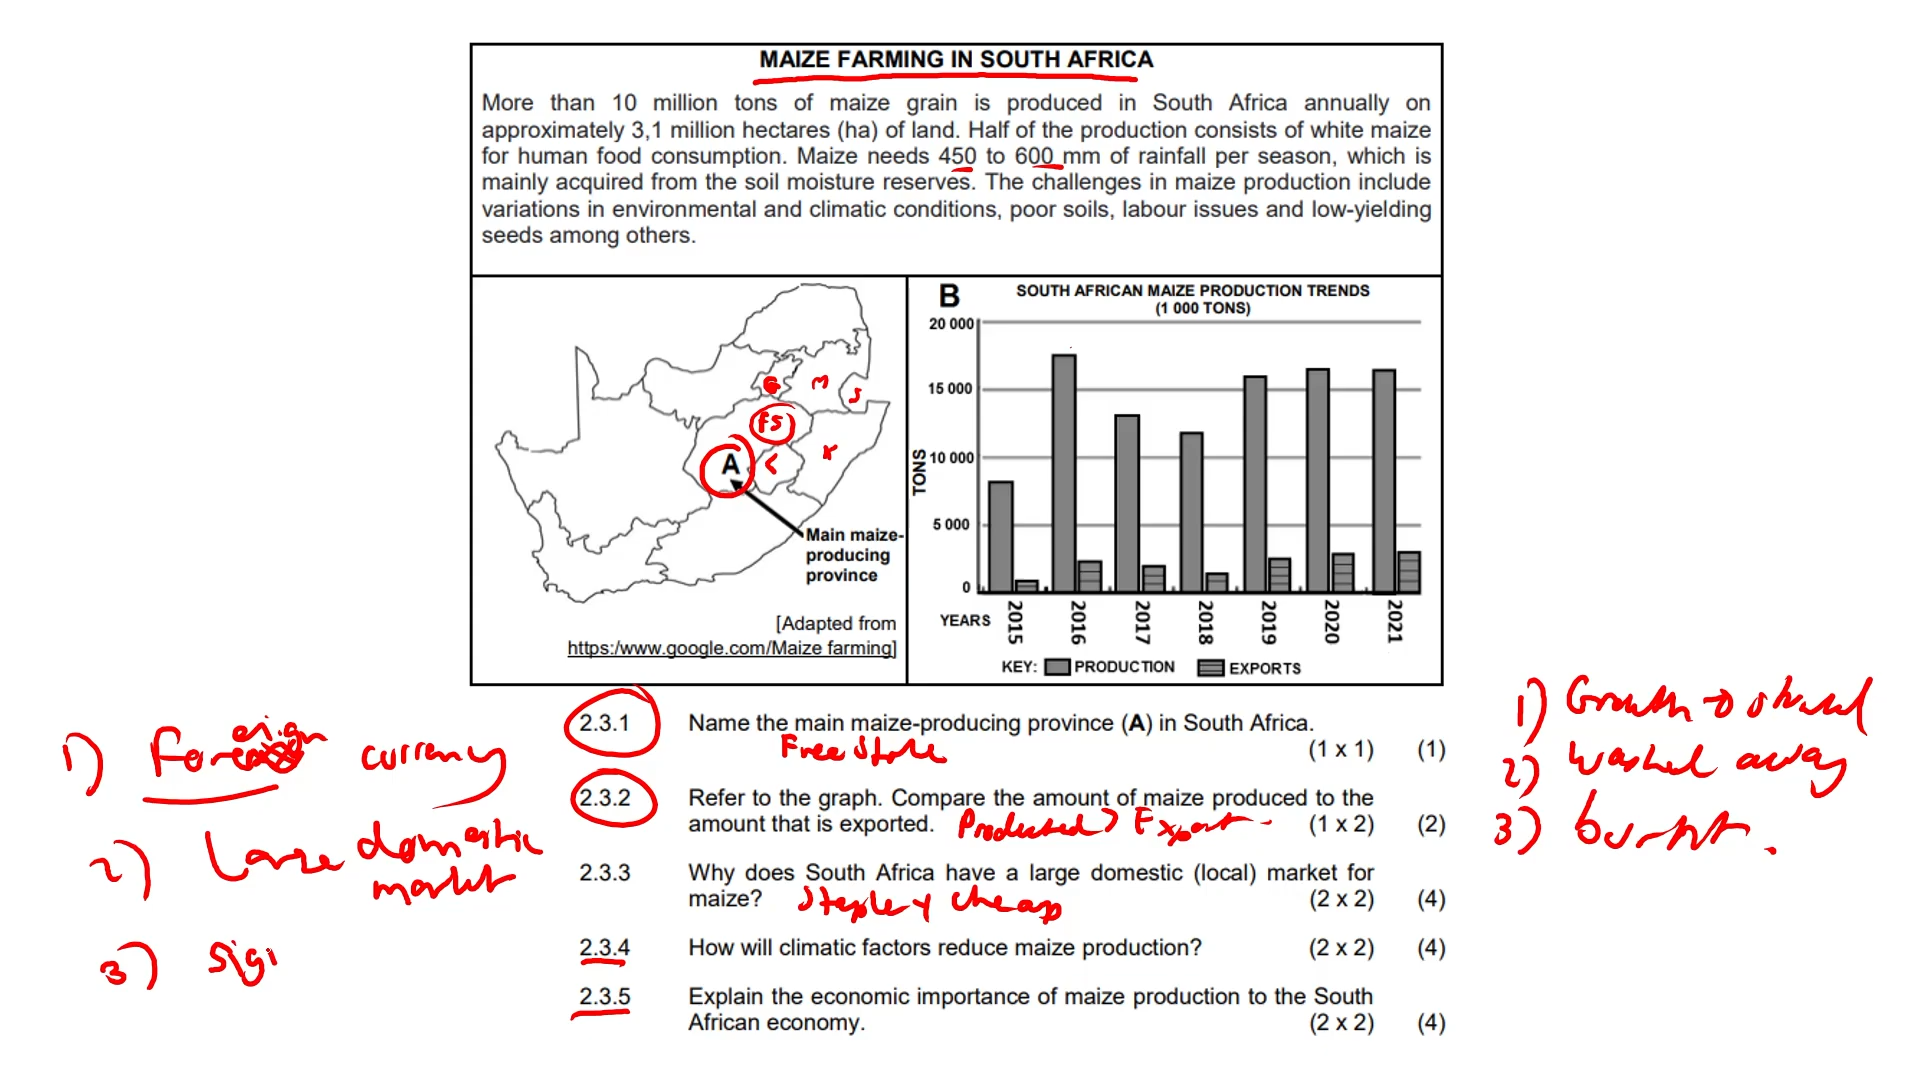 MAIZE FARMING IN SOUTH AFRICA
More than 10 million tons of maize grain is produced in South Africa annually on
approximately 3,1 million hectares (ha) of land. Half of the production consists of white maize
for human food consumption. Maize needs 450 to 600 mm of rainfall per season, which is
mainly acquired from the soil moisture reserves. The challenges in maize production include
variations in environmental and climatic conditions, poor soils, labour issues and low-yielding
seeds among others.
G
M
S
FS
K
A
L
Main maize-
producing
province
[Adapted from
https:/www.google.com/Maize farming]
B
SOUTH AFRICAN MAIZE PRODUCTION TRENDS
(1 000 TONS)
20 000
15 000
10 000
5 000
0
TONS
YEARS
2015
2016
2017
2018
2019
2020
2021
KEY: PRODUCTION EXPORTS
2.3.1 Name the main maize-producing province (A) in South Africa.
Free State (1 x 1) (1)
2.3.2 Refer to the graph. Compare the amount of maize produced to the
amount that is exported. Produced > Export. (1 x 2) (2)
2.3.3 Why does South Africa have a large domestic (local) market for
maize? Staple + cheap (2 x 2) (4)
2.3.4 How will climatic factors reduce maize production? (2 x 2) (4)
2.3.5 Explain the economic importance of maize production to the South
African economy. (2 x 2) (4)
1) Foreign currency
2) Large domestic
market
3) Sig
1) Growth
2) washed away
3) burnt.